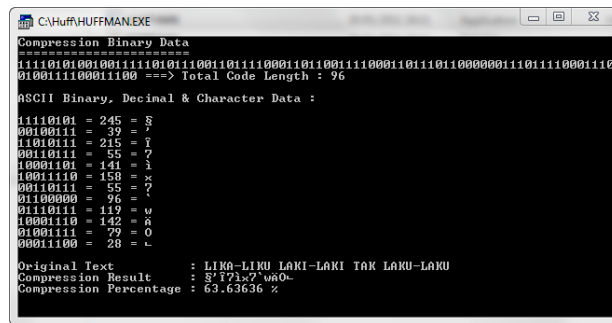 C:\Huff\HUFFMAN.EXE
Compression Binary Data
=========================
11110101001001111101011100110111100011011001111000110111011000000111011110001110
0100111100011100 ===> Total Code Length : 96
ASCII Binary, Decimal & Character Data :
11110101 = 245 = §
00100111 =  39 = '
11010111 = 215 = Î
00110111 =  55 = 7
10001101 = 141 = ì
10011110 = 158 = ×
00110111 =  55 = 7
01100000 =  96 = `
01110111 = 119 = w
10001110 = 142 = Ä
01001111 =  79 = O
00011100 =  28 = ∟
Original Text          : LIKA-LIKU LAKI-LAKI TAK LAKU-LAKU
Compression Result     : §'Î7ì×7`wÄO∟
Compression Percentage : 63.63636 %